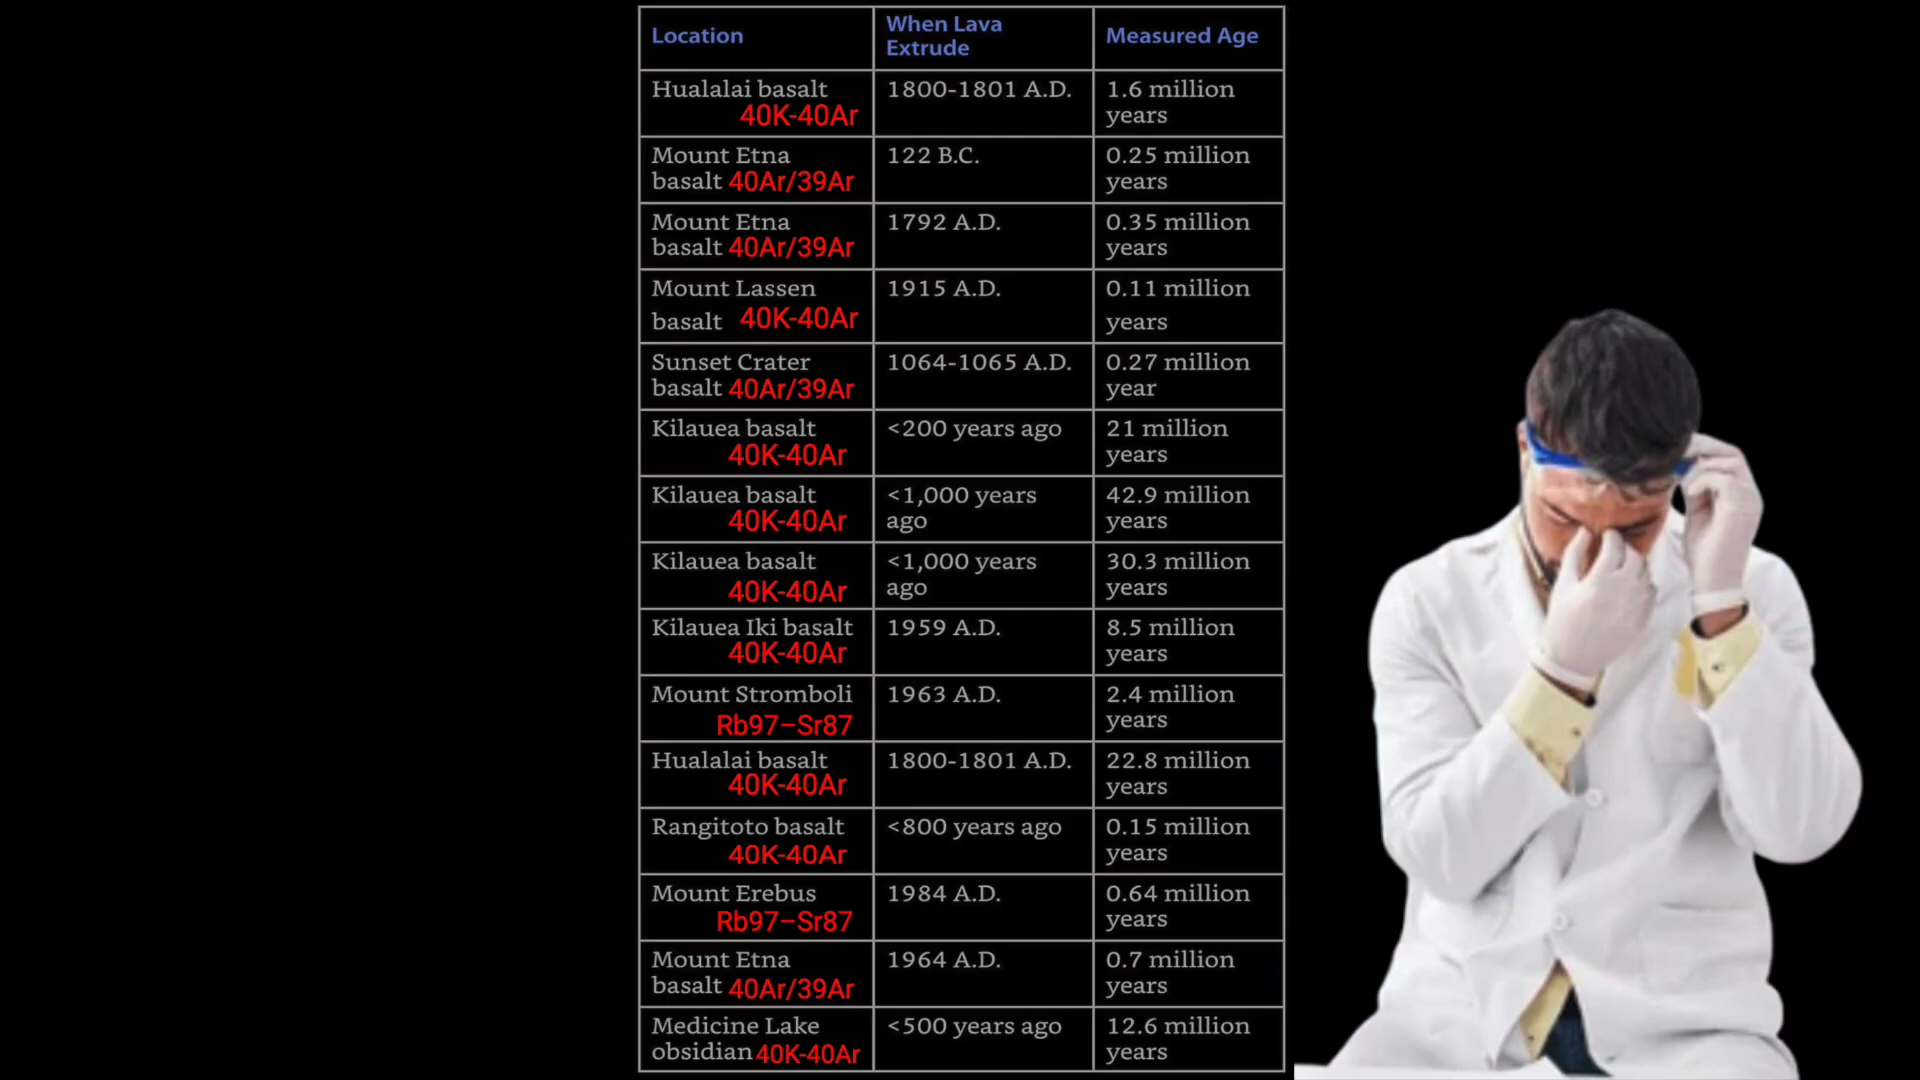 Location When Lava Extrude Measured Age
Hualalai basalt 40K-40Ar 1800-1801 A.D. 1.6 million years
Mount Etna basalt 40Ar/39Ar 122 B.C. 0.25 million years
Mount Etna basalt 40Ar/39Ar 1792 A.D. 0.35 million years
Mount Lassen basalt 40K-40Ar 1915 A.D. 0.11 million years
Sunset Crater basalt 40Ar/39Ar 1064-1065 A.D. 0.27 million year
Kilauea basalt 40K-40Ar <200 years ago 21 million years
Kilauea basalt 40K-40Ar <1,000 years ago 42.9 million years
Kilauea basalt 40K-40Ar <1,000 years ago 30.3 million years
Kilauea Iki basalt 40K-40Ar 1959 A.D. 8.5 million years
Mount Stromboli Rb97–Sr87 1963 A.D. 2.4 million years
Hualalai basalt 40K-40Ar 1800-1801 A.D. 22.8 million years
Rangitoto basalt 40K-40Ar <800 years ago 0.15 million years
Mount Erebus Rb97–Sr87 1984 A.D. 0.64 million years
Mount Etna basalt 40Ar/39Ar 1964 A.D. 0.7 million years
Medicine Lake obsidian 40K-40Ar <500 years ago 12.6 million years